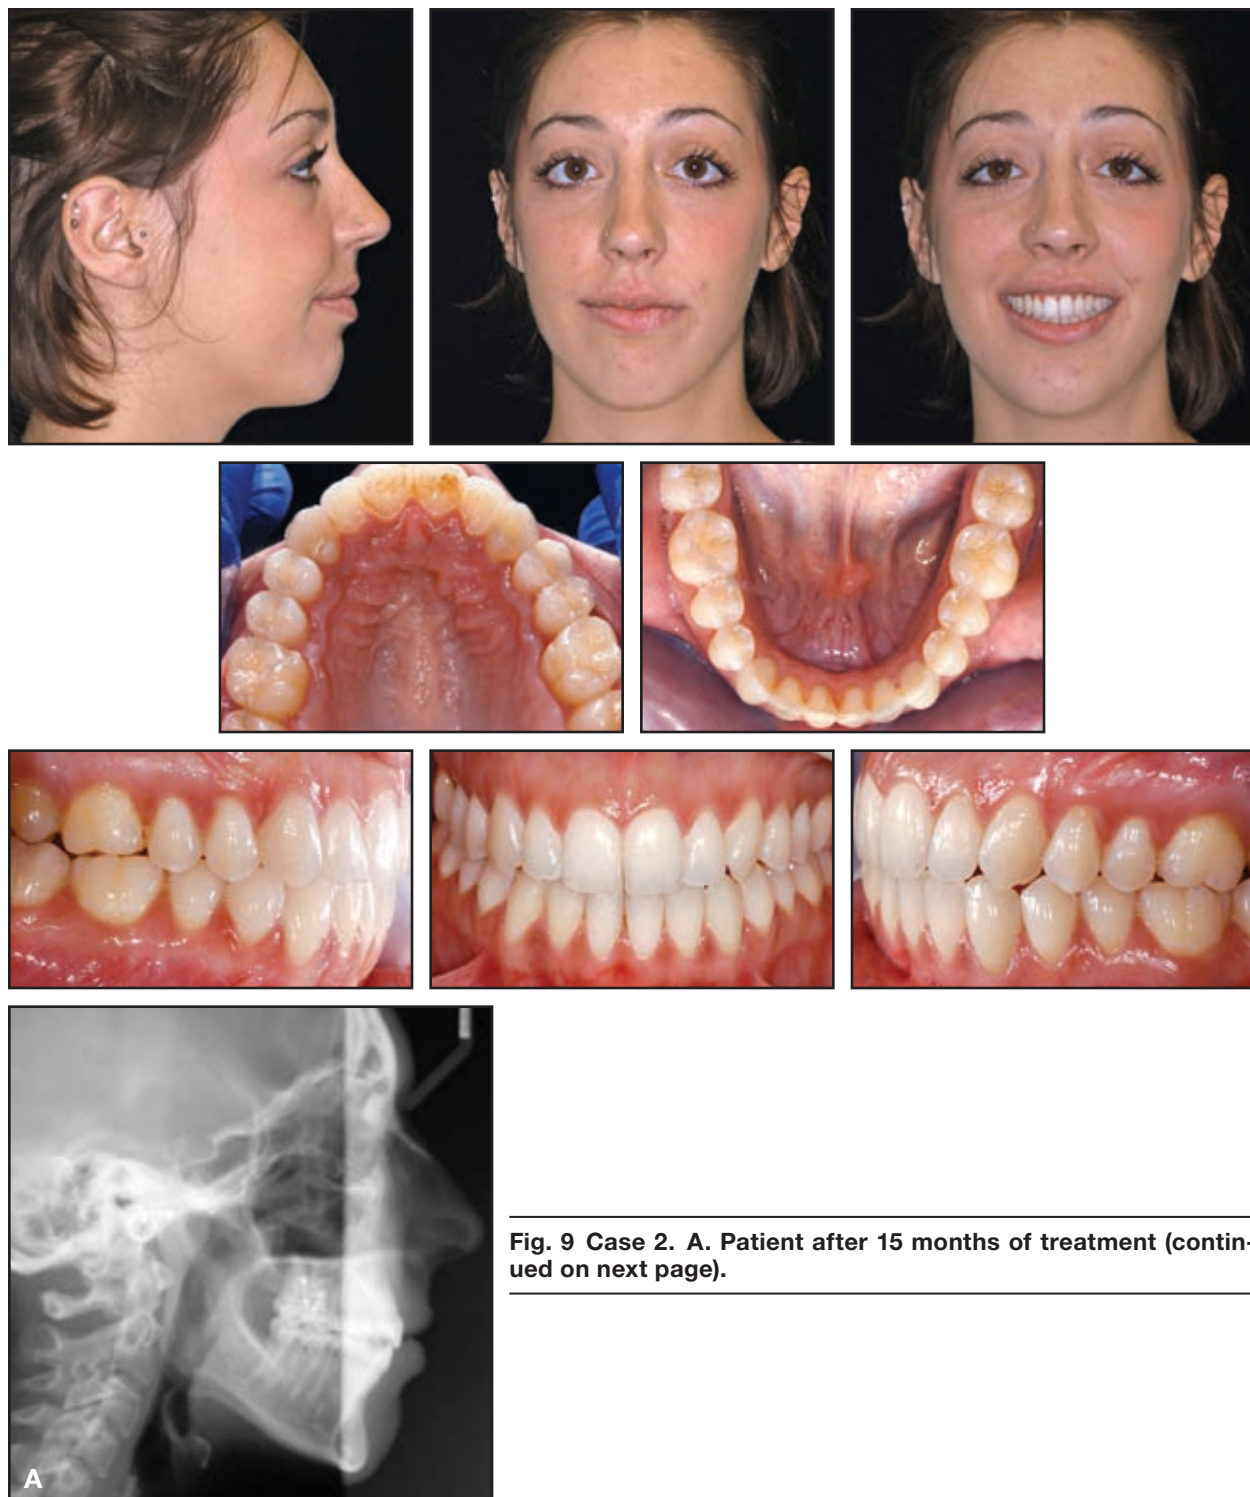 A
Fig. 9 Case 2. A. Patient after 15 months of treatment (contin-
ued on next page).